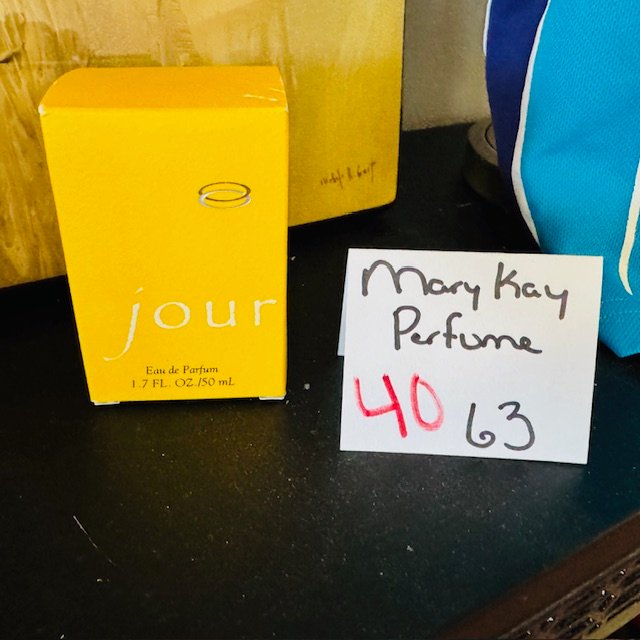 jour
Eau de Parfum
1.7 FL. OZ./50 mL
Mary Kay
Perfume
40 63